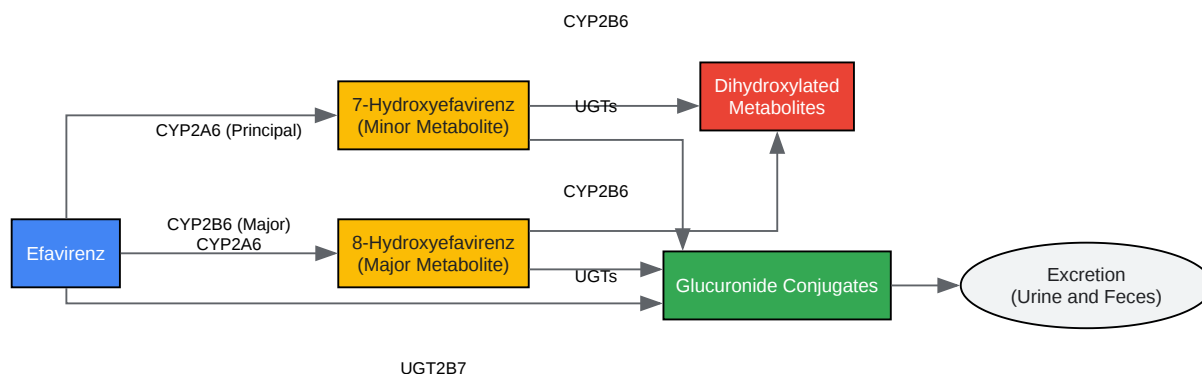 CYP2B6
Dihydroxylated
Metabolites
7-Hydroxyefavirenz
(Minor Metabolite)
UGTs
CYP2A6 (Principal)
CYP2B6
CYP2B6 (Major)
CYP2A6
Efavirenz
8-Hydroxyefavirenz
(Major Metabolite)
UGTs
Glucuronide Conjugates
Excretion
(Urine and Feces)
UGT2B7